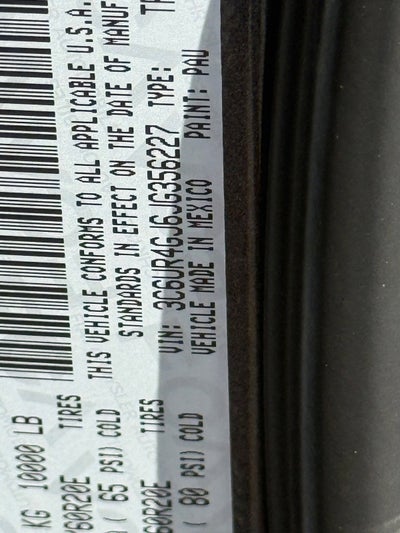 KG 10000 LB
60R20E TIRES
( 65 PSI) COLD
60R20E TIRES
( 80 PSI) COLD
THIS VEHICLE CONFORMS TO ALL APPLICABLE U.S.A.
STANDARDS IN EFFECT ON THE DATE OF MANUF
VIN: 3C6UR4GJ6JG356227 TYPE:
VEHICLE MADE IN MEXICO PAINT: PAU